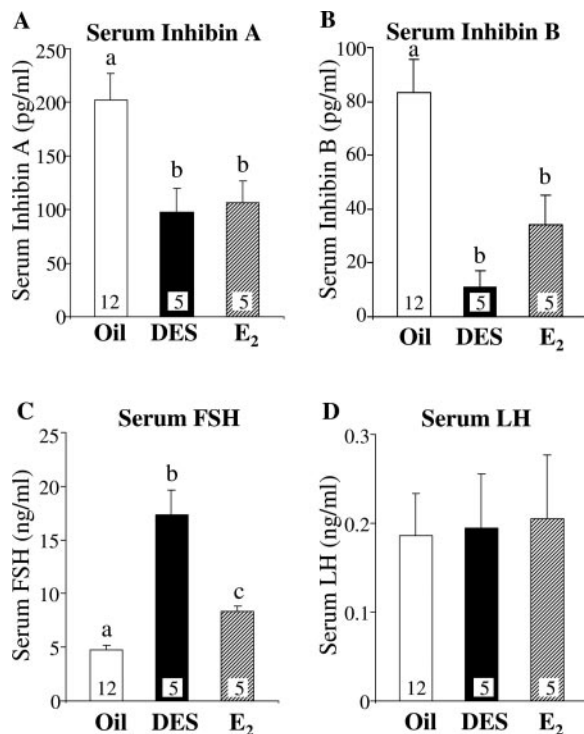 A
Serum Inhibin A
Serum Inhibin A (pg/ml)
250
200
150
100
50
0
a
b
b
12
5
5
Oil DES E₂
B
Serum Inhibin B
Serum Inhibin B (pg/ml)
100
80
60
40
20
0
a
b
b
12
5
5
Oil DES E₂
C
Serum FSH
Serum FSH (ng/ml)
25
20
15
10
5
0
a
b
c
12
5
5
Oil DES E₂
D
Serum LH
Serum LH (ng/ml)
0.3
0.2
0.1
0
12
5
5
Oil DES E₂